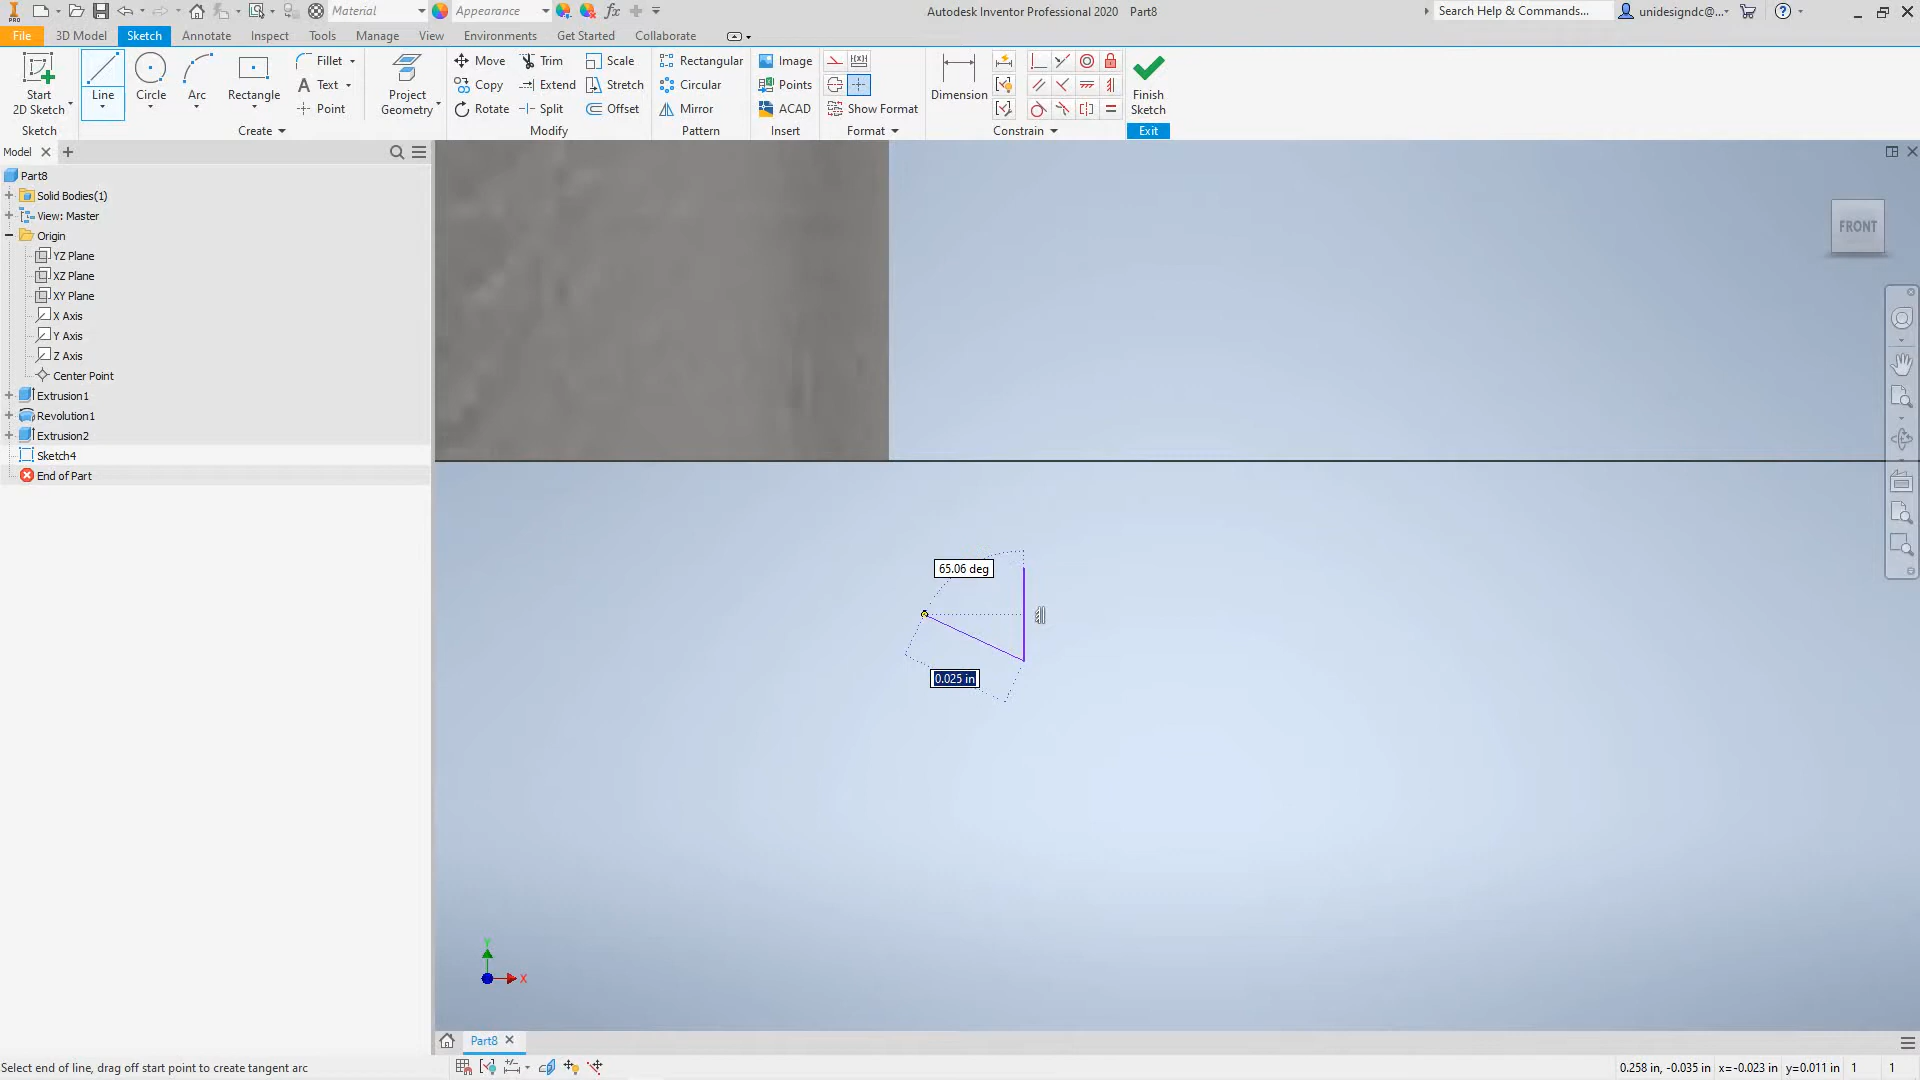 PRO
Material
Appearance
fx
Autodesk Inventor Professional 2020 Part8
Search Help & Commands...
unidesigndc@...
File
3D Model
Sketch
Annotate
Inspect
Tools
Manage
View
Environments
Get Started
Collaborate
Start 2D Sketch
Line
Circle
Arc
Rectangle
Fillet
Text
Point
Project Geometry
Move
Copy
Rotate
Trim
Extend
Split
Scale
Stretch
Offset
Rectangular
Circular
Mirror
Image
Points
ACAD
Show Format
Dimension
Finish Sketch
Sketch
Create
Modify
Pattern
Insert
Format
Constrain
Exit
Model
Part8
Solid Bodies(1)
View: Master
Origin
YZ Plane
XZ Plane
XY Plane
X Axis
Y Axis
Z Axis
Center Point
Extrusion1
Revolution1
Extrusion2
Sketch4
End of Part
FRONT
65.06 deg
0.025 in
Y
X
Part8
Select end of line, drag off start point to create tangent arc
0.258 in, -0.035 in x=-0.023 in y=0.011 in 1 1